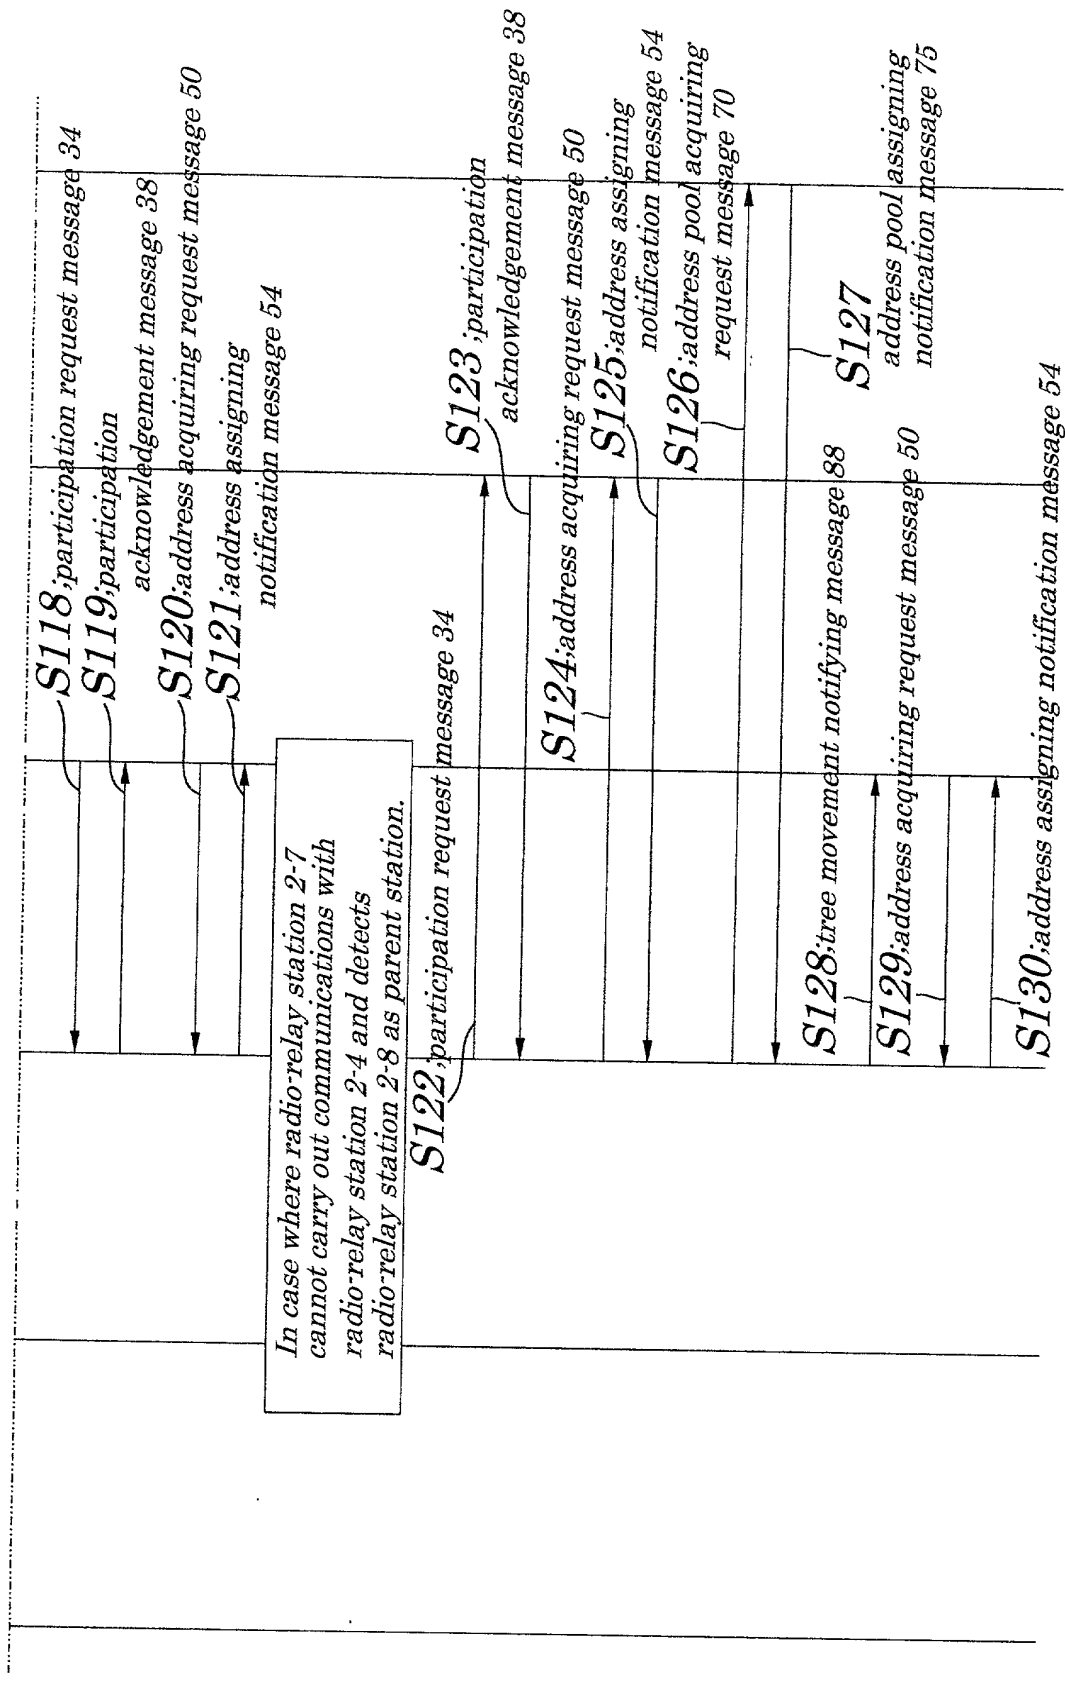 S118;participation request message 34
S119;participation
acknowledgement message 38
S120;address acquiring request message 50
S121;address assigning
notification message 54
In case where radio-relay station 2-7
cannot carry out communications with
radio-relay station 2-4 and detects
radio-relay station 2-8 as parent station.
S122;participation request message 34
S123;participation
acknowledgement message 38
S124;address acquiring request message 50
S125;address assigning
notification message 54
S126;address pool acquiring
request message 70
S127
address pool assigning
notification message 75
S128;tree movement notifying message 88
S129;address acquiring request message 50
S130;address assigning notification message 54